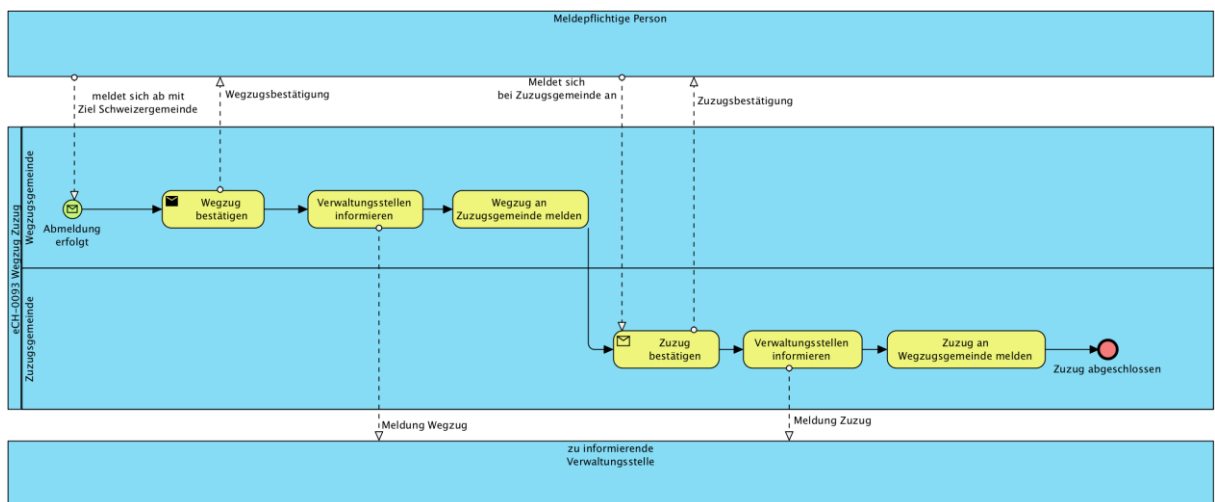 Meldepflichtige Person
meldet sich ab mit
Ziel Schweizergemeinde
Wegzugsbestätigung
Meldet sich
bei Zuzugsgemeinde an
Zuzugsbestätigung
eCH-0093 Wegzug Zuzug
Wegzugsgemeinde
Abmeldung
erfolgt
Wegzug
bestätigen
Verwaltungsstellen
informieren
Wegzug an
Zuzugsgemeinde melden
Zuzugsgemeinde
Zuzug
bestätigen
Verwaltungsstellen
informieren
Zuzug an
Wegzugsgemeinde melden
Zuzug abgeschlossen
Meldung Wegzug
Meldung Zuzug
zu informierende
Verwaltungsstelle